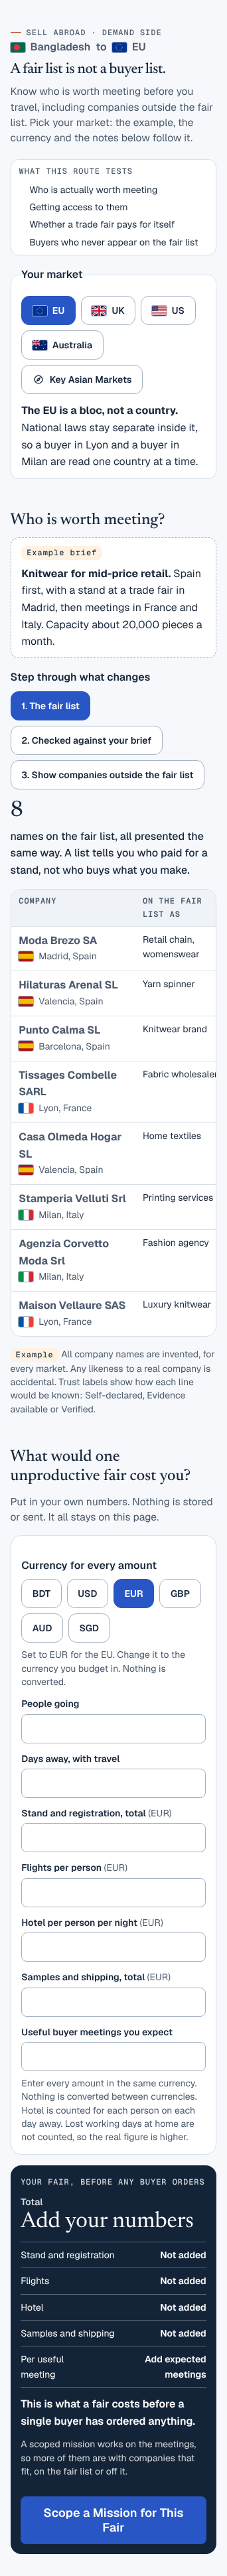 SELL ABROAD · DEMAND SIDE
Bangladesh to EU
A fair list is not a buyer list.
Know who is worth meeting before you
travel, including companies outside the fair
list. Pick your market: the example, the
currency and the notes below follow it.
WHAT THIS ROUTE TESTS
Who is actually worth meeting
Getting access to them
Whether a trade fair pays for itself
Buyers who never appear on the fair list
Your market
EU
UK
US
Australia
Key Asian Markets
The EU is a bloc, not a country.
National laws stay separate inside it,
so a buyer in Lyon and a buyer in
Milan are read one country at a time.
Who is worth meeting?
Example brief
Knitwear for mid-price retail. Spain
first, with a stand at a trade fair in
Madrid, then meetings in France and
Italy. Capacity about 20,000 pieces a
month.
Step through what changes
1. The fair list
2. Checked against your brief
3. Show companies outside the fair list
8
names on the fair list, all presented the
same way. A list tells you who paid for a
stand, not who buys what you make.
COMPANY
ON THE FAIR
LIST AS
Moda Brezo SA
Madrid, Spain
Retail chain,
womenswear
Hilaturas Arenal SL
Valencia, Spain
Yarn spinner
Punto Calma SL
Barcelona, Spain
Knitwear brand
Tissages Combelle
SARL
Lyon, France
Fabric wholesaler
Casa Olmeda Hogar
SL
Valencia, Spain
Home textiles
Stamperia Velluti Srl
Milan, Italy
Printing services
Agenzia Corvetto
Moda Srl
Milan, Italy
Fashion agency
Maison Vellaure SAS
Lyon, France
Luxury knitwear
Example All company names are invented, for
every market. Any likeness to a real company is
accidental. Trust labels show how each line
would be known: Self-declared, Evidence
available or Verified.
What would one
unproductive fair cost you?
Put in your own numbers. Nothing is stored
or sent. It all stays on this page.
Currency for every amount
BDT
USD
EUR
GBP
AUD
SGD
Set to EUR for the EU. Change it to the
currency you budget in. Nothing is
converted.
People going
Days away, with travel
Stand and registration, total (EUR)
Flights per person (EUR)
Hotel per person per night (EUR)
Samples and shipping, total (EUR)
Useful buyer meetings you expect
Enter every amount in the same currency.
Nothing is converted between currencies.
Hotel is counted for each person on each
day away. Lost working days at home are
not counted, so the real figure is higher.
YOUR FAIR, BEFORE ANY BUYER ORDERS
Total
Add your numbers
Stand and registration Not added
Flights Not added
Hotel Not added
Samples and shipping Not added
Per useful
meeting
Add expected
meetings
This is what a fair costs before a
single buyer has ordered anything.
A scoped mission works on the meetings,
so more of them are with companies that
fit, on the fair list or off it.
Scope a Mission for This
Fair